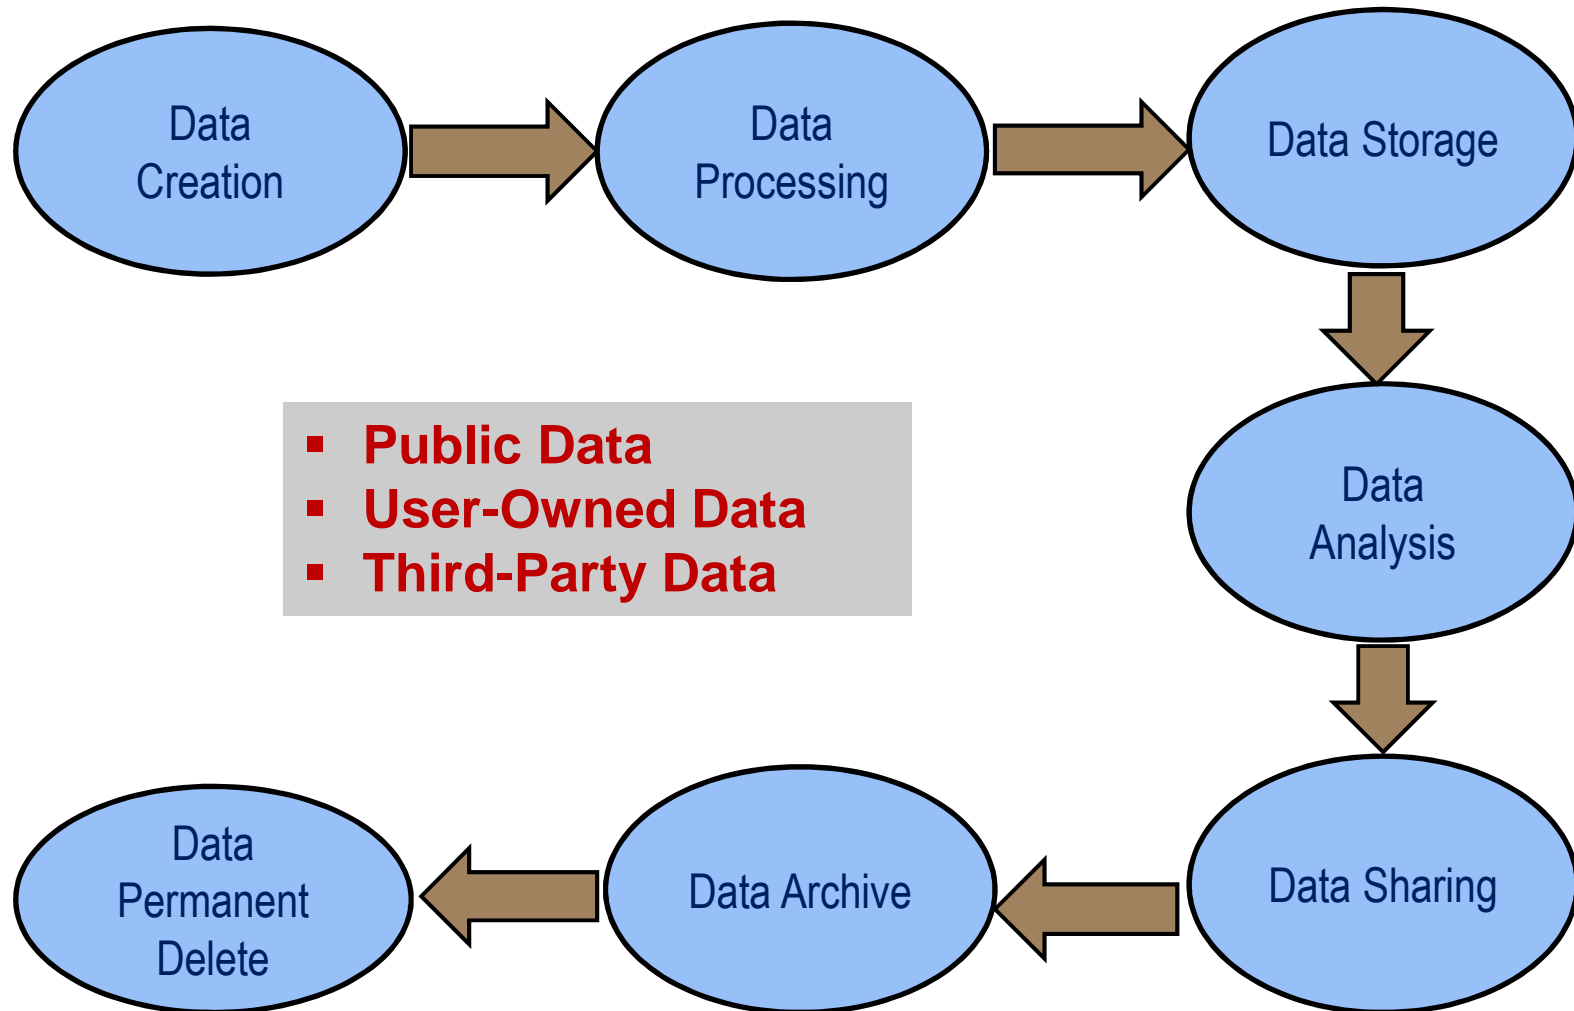 Data
Creation
Data
Processing
Data Storage
▪ Public Data
▪ User-Owned Data
▪ Third-Party Data
Data
Analysis
Data
Permanent
Delete
Data Archive
Data Sharing